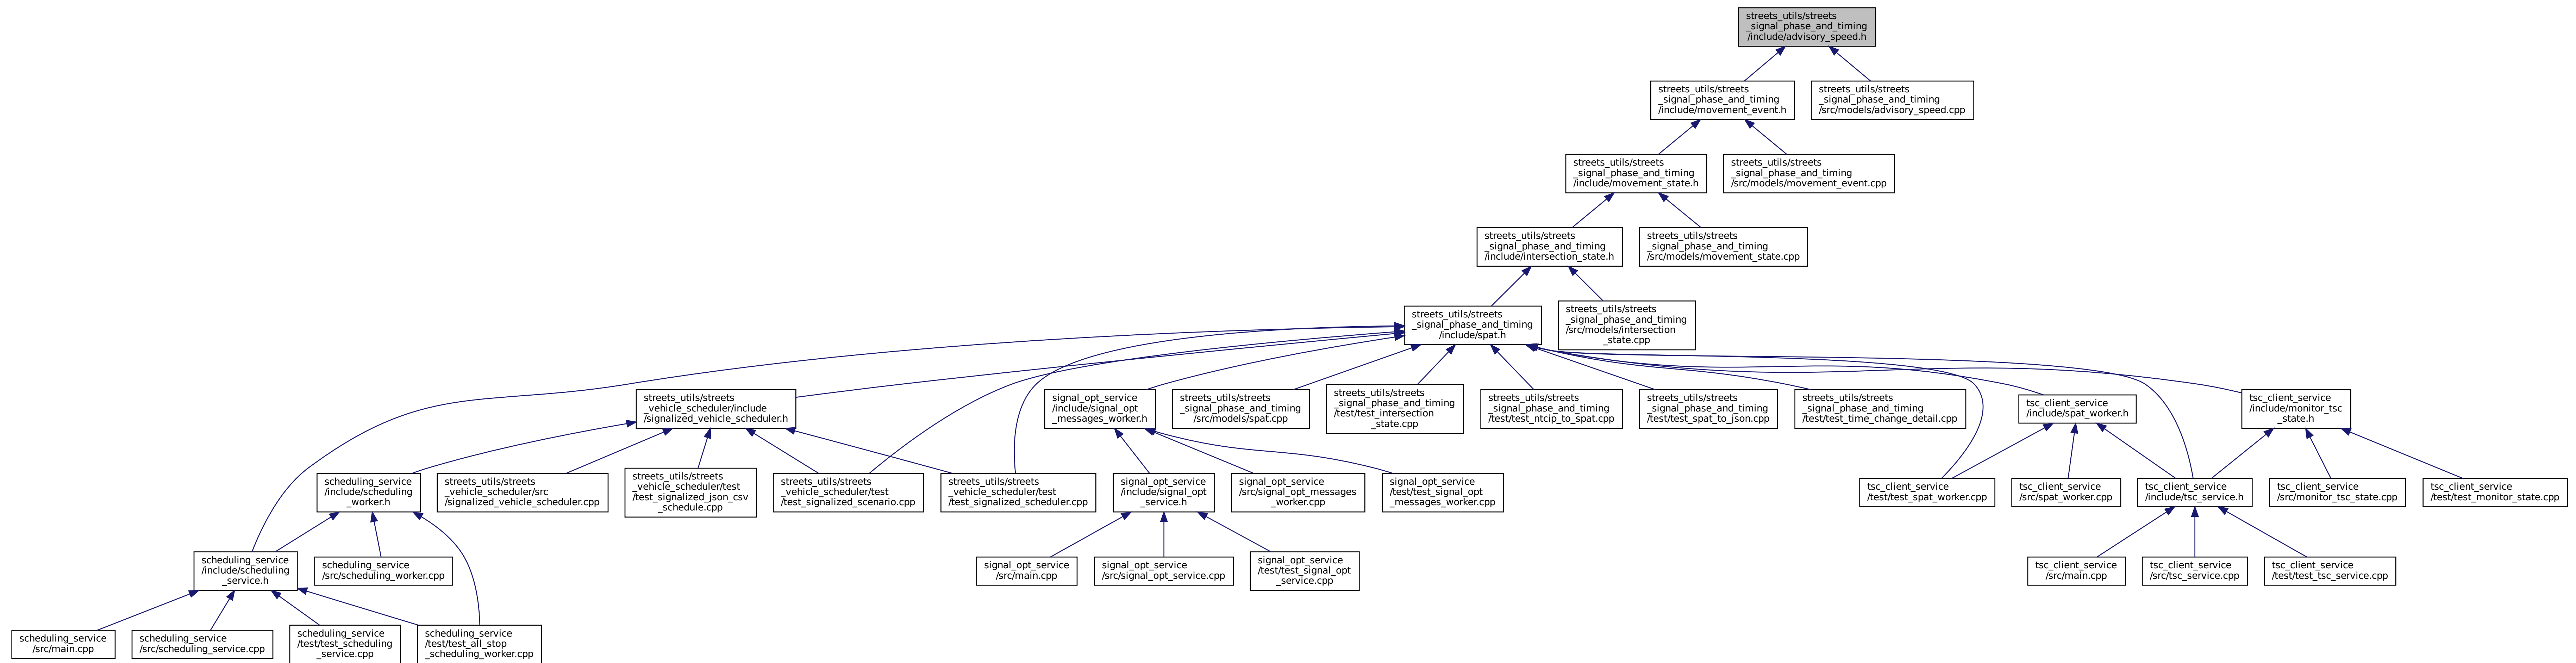 streets_utils/streets
_signal_phase_and_timing
/include/advisory_speed.h
streets_utils/streets
_signal_phase_and_timing
/include/movement_event.h
streets_utils/streets
_signal_phase_and_timing
/src/models/advisory_speed.cpp
streets_utils/streets
_signal_phase_and_timing
/include/movement_state.h
streets_utils/streets
_signal_phase_and_timing
/src/models/movement_event.cpp
streets_utils/streets
_signal_phase_and_timing
/include/intersection_state.h
streets_utils/streets
_signal_phase_and_timing
/src/models/movement_state.cpp
streets_utils/streets
_signal_phase_and_timing
/include/spat.h
streets_utils/streets
_signal_phase_and_timing
/src/models/intersection
_state.cpp
streets_utils/streets
_vehicle_scheduler/include
/signalized_vehicle_scheduler.h
signal_opt_service
/include/signal_opt
_messages_worker.h
streets_utils/streets
_signal_phase_and_timing
/src/models/spat.cpp
streets_utils/streets
_signal_phase_and_timing
/test/test_intersection
_state.cpp
streets_utils/streets
_signal_phase_and_timing
/test/test_ntcip_to_spat.cpp
streets_utils/streets
_signal_phase_and_timing
/test/test_spat_to_json.cpp
streets_utils/streets
_signal_phase_and_timing
/test/test_time_change_detail.cpp
tsc_client_service
/include/spat_worker.h
tsc_client_service
/include/monitor_tsc
_state.h
scheduling_service
/include/scheduling
_worker.h
streets_utils/streets
_vehicle_scheduler/src
/signalized_vehicle_scheduler.cpp
streets_utils/streets
_vehicle_scheduler/test
/test_signalized_json_csv
_schedule.cpp
streets_utils/streets
_vehicle_scheduler/test
/test_signalized_scenario.cpp
streets_utils/streets
_vehicle_scheduler/test
/test_signalized_scheduler.cpp
signal_opt_service
/include/signal_opt
_service.h
signal_opt_service
/src/signal_opt_messages
_worker.cpp
signal_opt_service
/test/test_signal_opt
_messages_worker.cpp
tsc_client_service
/test/test_spat_worker.cpp
tsc_client_service
/src/spat_worker.cpp
tsc_client_service
/include/tsc_service.h
tsc_client_service
/src/monitor_tsc_state.cpp
tsc_client_service
/test/test_monitor_state.cpp
scheduling_service
/include/scheduling
_service.h
scheduling_service
/src/scheduling_worker.cpp
signal_opt_service
/src/main.cpp
signal_opt_service
/src/signal_opt_service.cpp
signal_opt_service
/test/test_signal_opt
_service.cpp
tsc_client_service
/src/main.cpp
tsc_client_service
/src/tsc_service.cpp
tsc_client_service
/test/test_tsc_service.cpp
scheduling_service
/src/main.cpp
scheduling_service
/src/scheduling_service.cpp
scheduling_service
/test/test_scheduling
_service.cpp
scheduling_service
/test/test_all_stop
_scheduling_worker.cpp